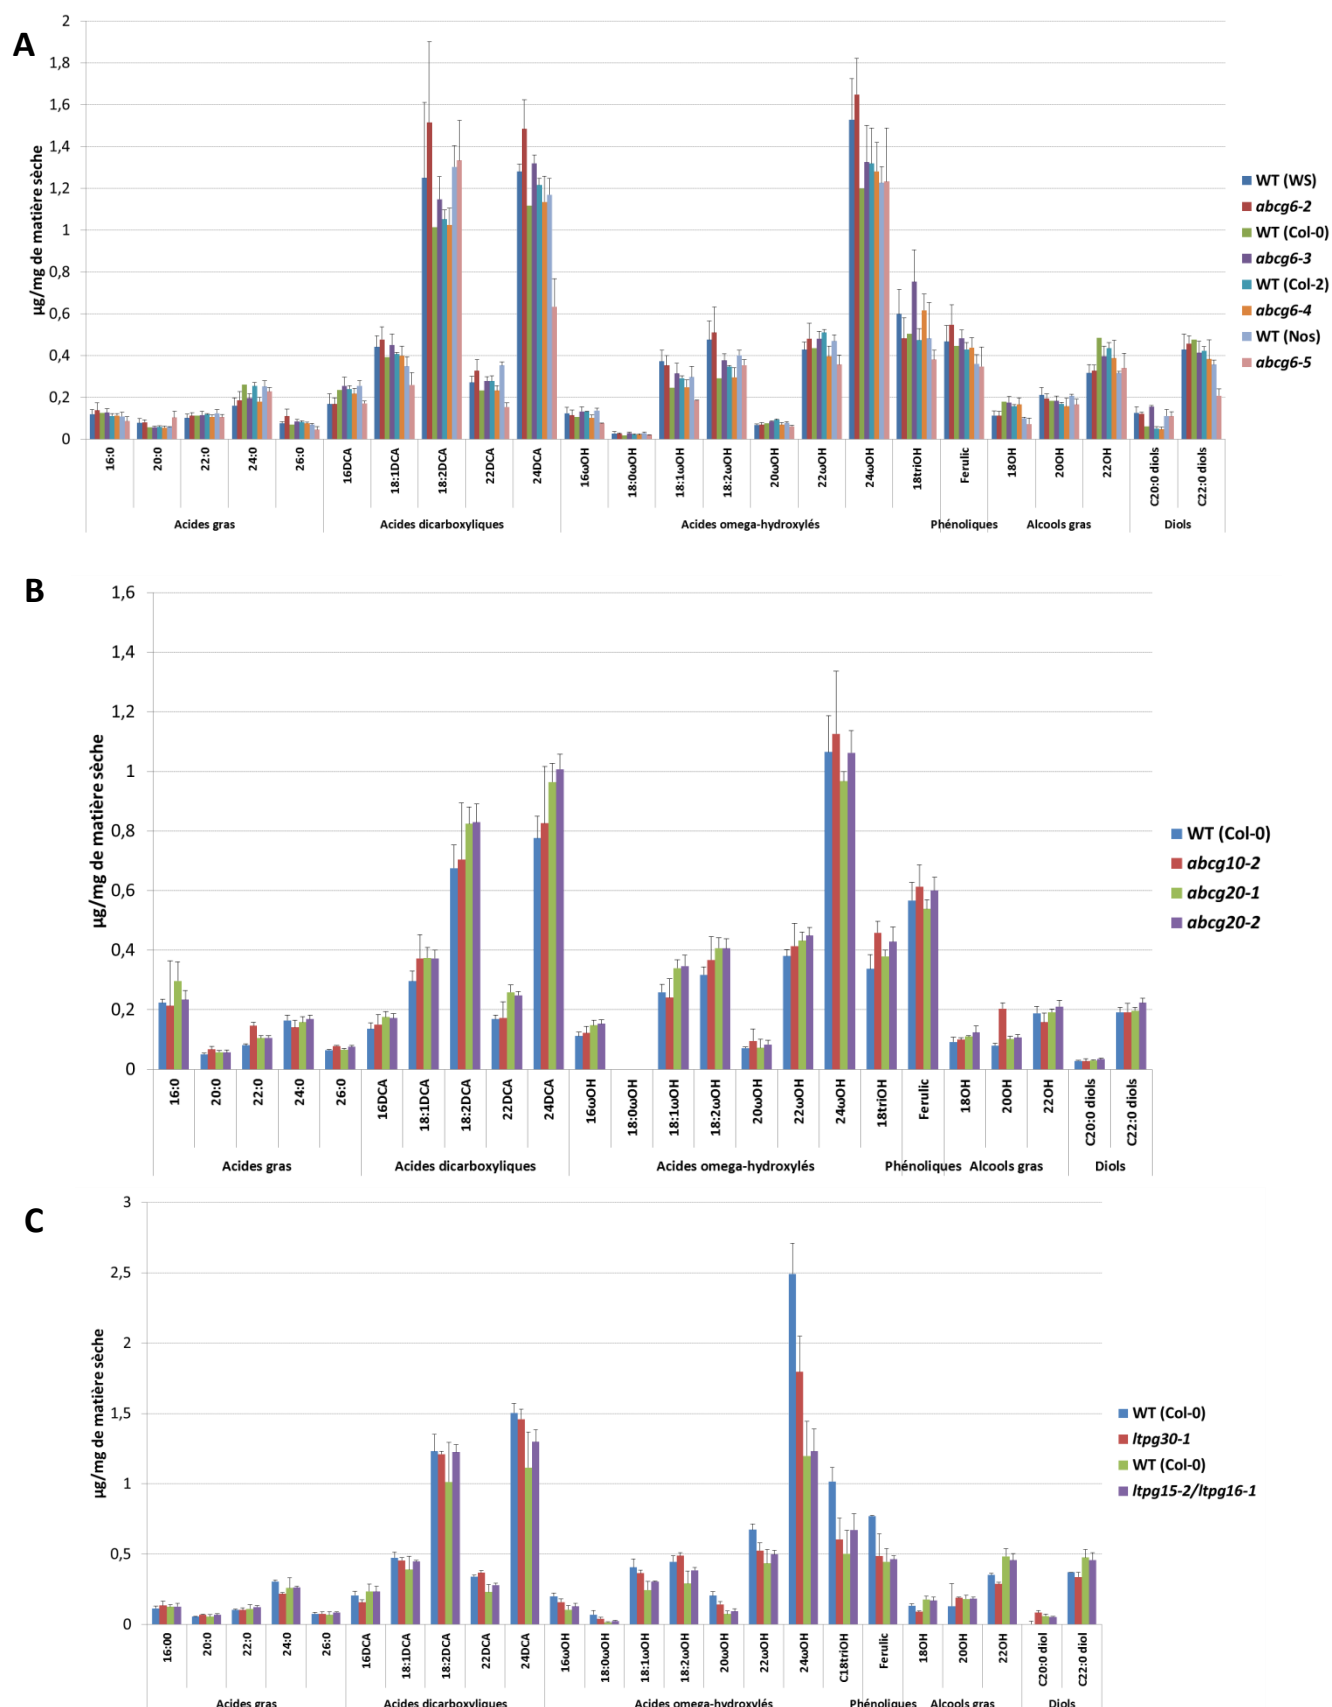 A
2
1,8
1,6
1,4
1,2
1
0,8
0,6
0,4
0,2
0
µg/mg de matière sèche
16:0
20:0
22:0
24:0
26:0
16DCA
18:1DCA
18:2DCA
22DCA
24DCA
16ωOH
18:0ωOH
18:1ωOH
18:2ωOH
20ωOH
22ωOH
24ωOH
18triOH
Ferulic
18OH
20OH
22OH
C20:0 diols
C22:0 diols
Acides gras
Acides dicarboxyliques
Acides omega-hydroxylés
Phénoliques
Alcools gras
Diols
WT (WS)
abcg6-2
WT (Col-0)
abcg6-3
WT (Col-2)
abcg6-4
WT (Nos)
abcg6-5
B
1,6
1,4
1,2
1
0,8
0,6
0,4
0,2
0
µg/mg de matière sèche
16:0
20:0
22:0
24:0
26:0
16DCA
18:1DCA
18:2DCA
22DCA
24DCA
16ωOH
18:0ωOH
18:1ωOH
18:2ωOH
20ωOH
22ωOH
24ωOH
18triOH
Ferulic
18OH
20OH
22OH
C20:0 diols
C22:0 diols
Acides gras
Acides dicarboxyliques
Acides omega-hydroxylés
Phénoliques
Alcools gras
Diols
WT (Col-0)
abcg10-2
abcg20-1
abcg20-2
C
3
2,5
2
1,5
1
0,5
0
µg/mg de matière sèche
16:00
20:0
22:0
24:0
26:0
16DCA
18:1DCA
18:2DCA
22DCA
24DCA
16ωOH
18:0ωOH
18:1ωOH
18:2ωOH
20ωOH
22ωOH
24ωOH
C18triOH
Ferulic
18OH
20OH
22OH
C20:0 diol
C22:0 diol
Acides gras
Acides dicarboxyliques
Acides omega-hydroxylés
Phénoliques
Alcools gras
Diols
WT (Col-0)
ltpg30-1
WT (Col-0)
ltpg15-2/ltpg16-1